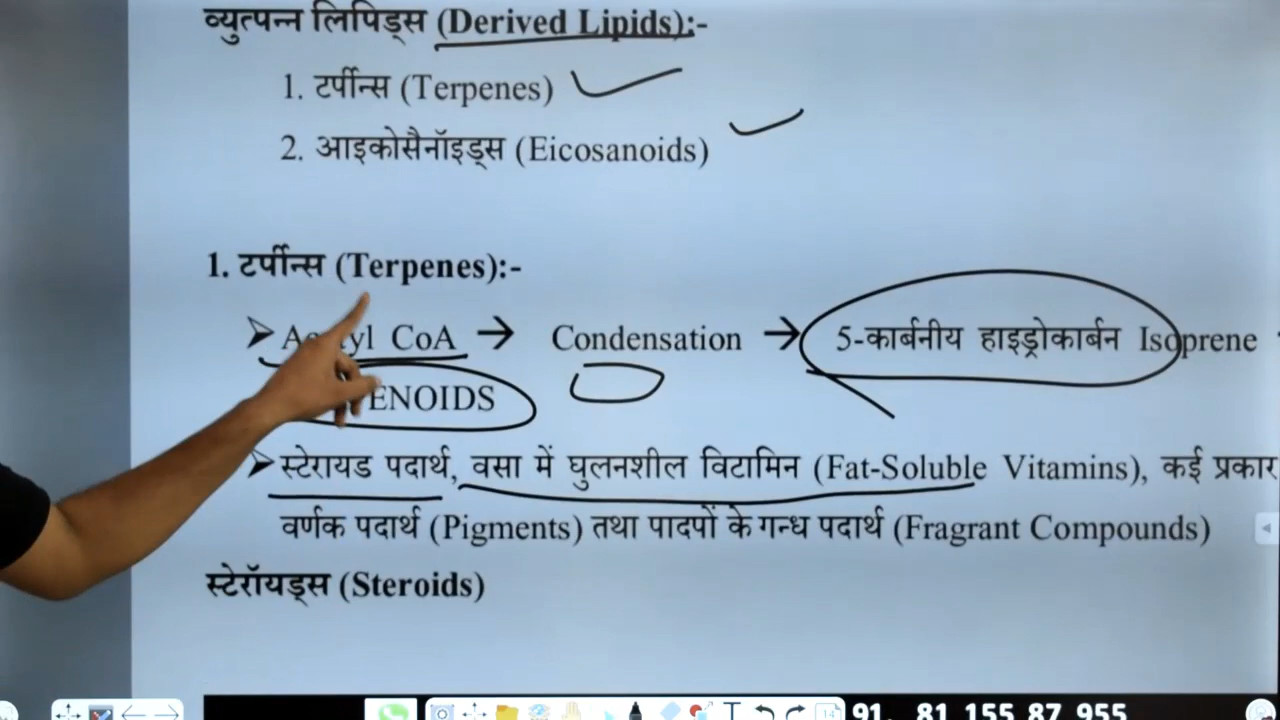 व्युत्पन्न लिपिड्स (Derived Lipids):-
1. टर्पीन्स (Terpenes)
2. आइकोसैनॉइड्स (Eicosanoids)
1. टर्पीन्स (Terpenes):-
➢ CoA → Condensation → 5-कार्बनीय हाइड्रोकार्बन Isoprene
➢ स्टेरायड पदार्थ, वसा में घुलनशील विटामिन (Fat-Soluble Vitamins), कई प्रकार
वर्णक पदार्थ (Pigments) तथा पादपों के गन्ध पदार्थ (Fragrant Compounds)
स्टेरॉयड्स (Steroids)
91, 81 155 87 955